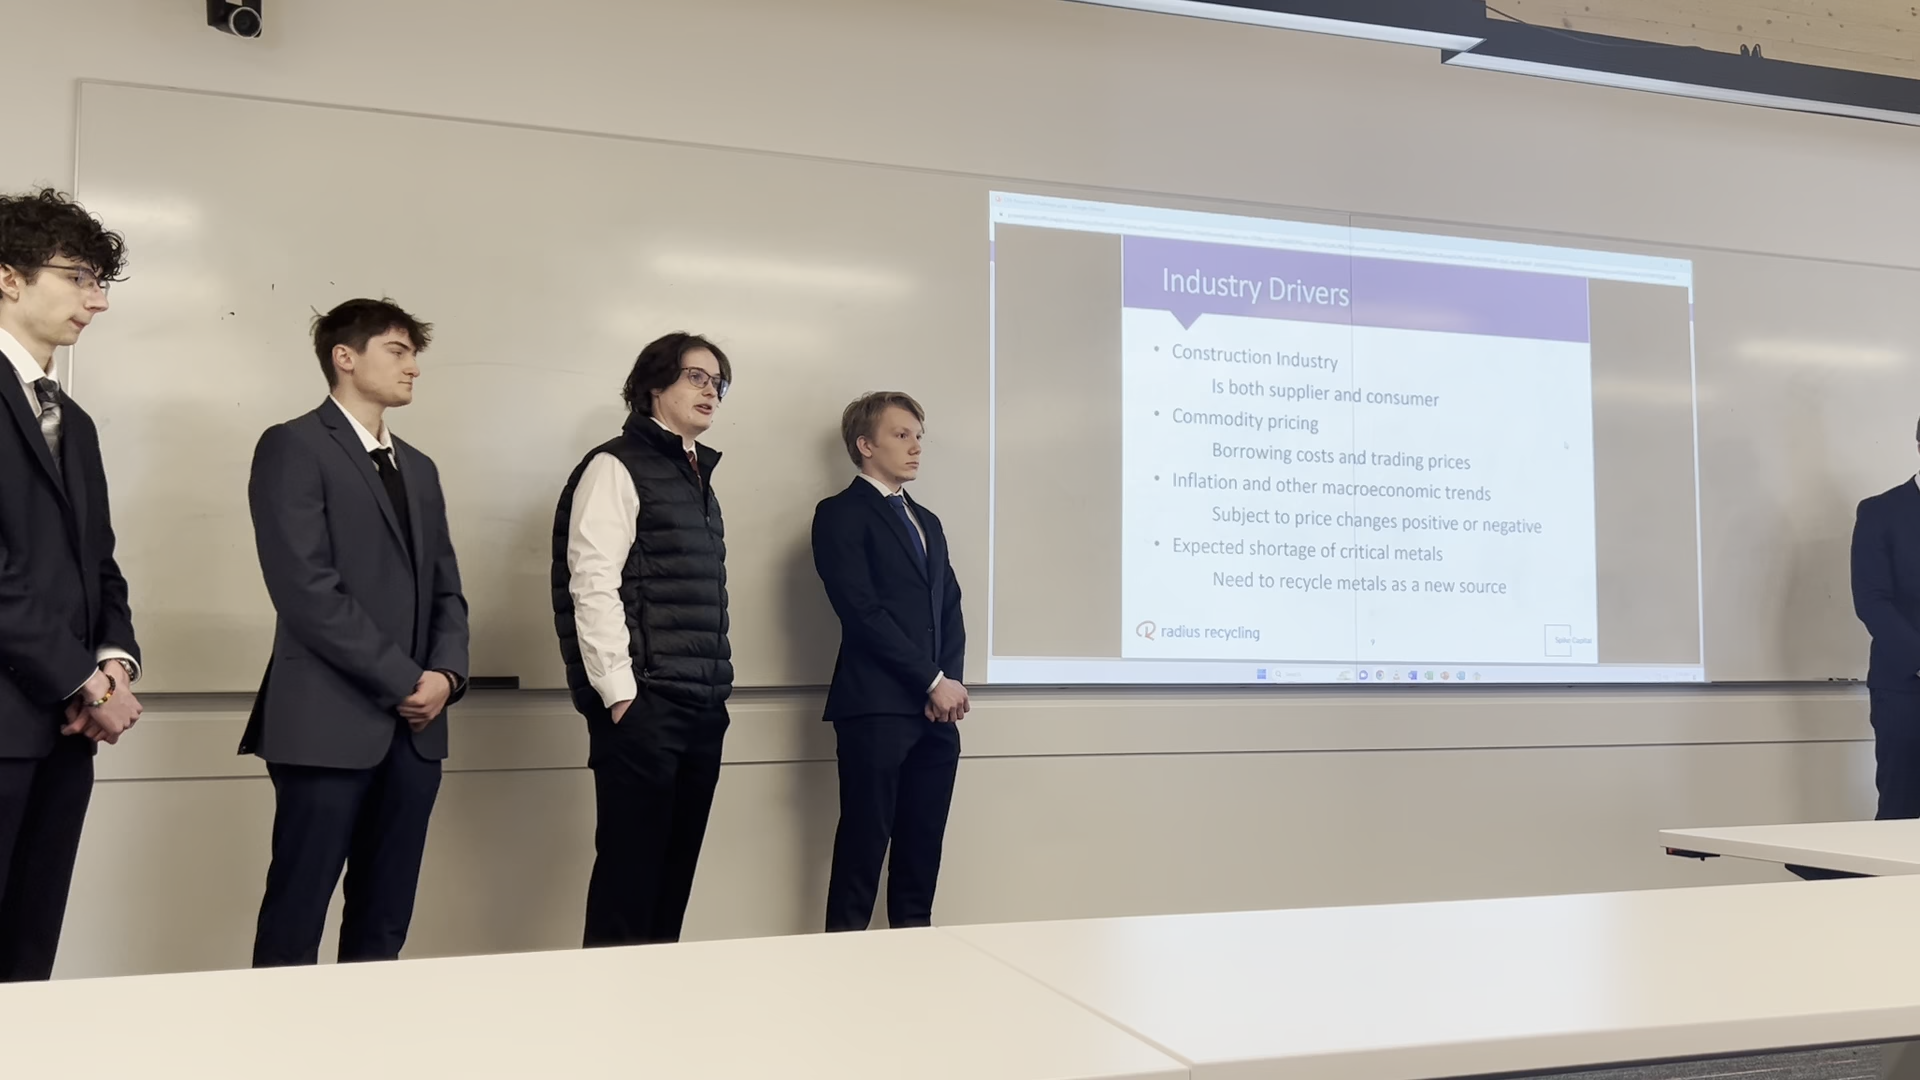 Industry Drivers
• Construction Industry
Is both supplier and consumer
• Commodity pricing
Borrowing costs and trading prices
• Inflation and other macroeconomic trends
Subject to price changes positive or negative
• Expected shortage of critical metals
Need to recycle metals as a new source
radius recycling
9
Capital